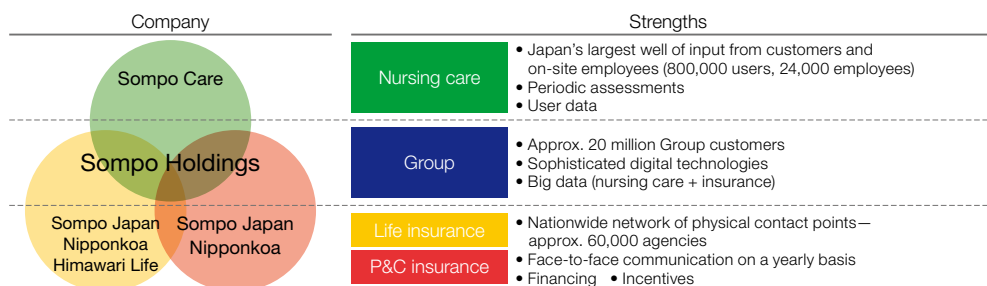 Company
Strengths
Sompo Care
Sompo Holdings
Sompo Japan
Nipponkoa
Himawari Life
Sompo Japan
Nipponkoa
Nursing care
• Japan's largest well of input from customers and
on-site employees (800,000 users, 24,000 employees)
• Periodic assessments
• User data
Group
• Approx. 20 million Group customers
• Sophisticated digital technologies
• Big data (nursing care + insurance)
Life insurance
P&C insurance
• Nationwide network of physical contact points—
approx. 60,000 agencies
• Face-to-face communication on a yearly basis
• Financing • Incentives